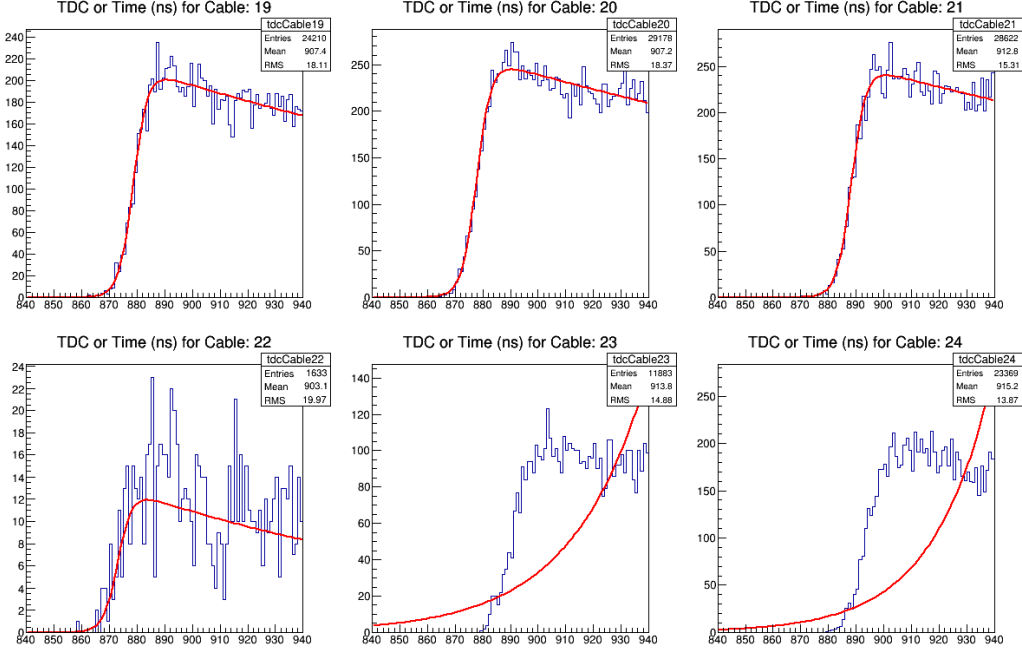 TDC or Time (ns) for Cable: 19
tdcCable19
Entries 24210
Mean 907.4
RMS 18.11
240
220
200
180
160
140
120
100
80
60
40
20
0
840 850 860 870 880 890 900 910 920 930 940
TDC or Time (ns) for Cable: 20
tdcCable20
Entries 29178
Mean 907.2
RMS 18.37
250
200
150
100
50
0
840 850 860 870 880 890 900 910 920 930 940
TDC or Time (ns) for Cable: 21
tdcCable21
Entries 28622
Mean 912.8
RMS 15.31
250
200
150
100
50
0
840 850 860 870 880 890 900 910 920 930 940
TDC or Time (ns) for Cable: 22
tdcCable22
Entries 1633
Mean 903.1
RMS 19.97
24
22
20
18
16
14
12
10
8
6
4
2
0
840 850 860 870 880 890 900 910 920 930 940
TDC or Time (ns) for Cable: 23
tdcCable23
Entries 11883
Mean 913.8
RMS 14.88
140
120
100
80
60
40
20
0
840 850 860 870 880 890 900 910 920 930 940
TDC or Time (ns) for Cable: 24
tdcCable24
Entries 23369
Mean 915.2
RMS 13.87
250
200
150
100
50
0
840 850 860 870 880 890 900 910 920 930 940